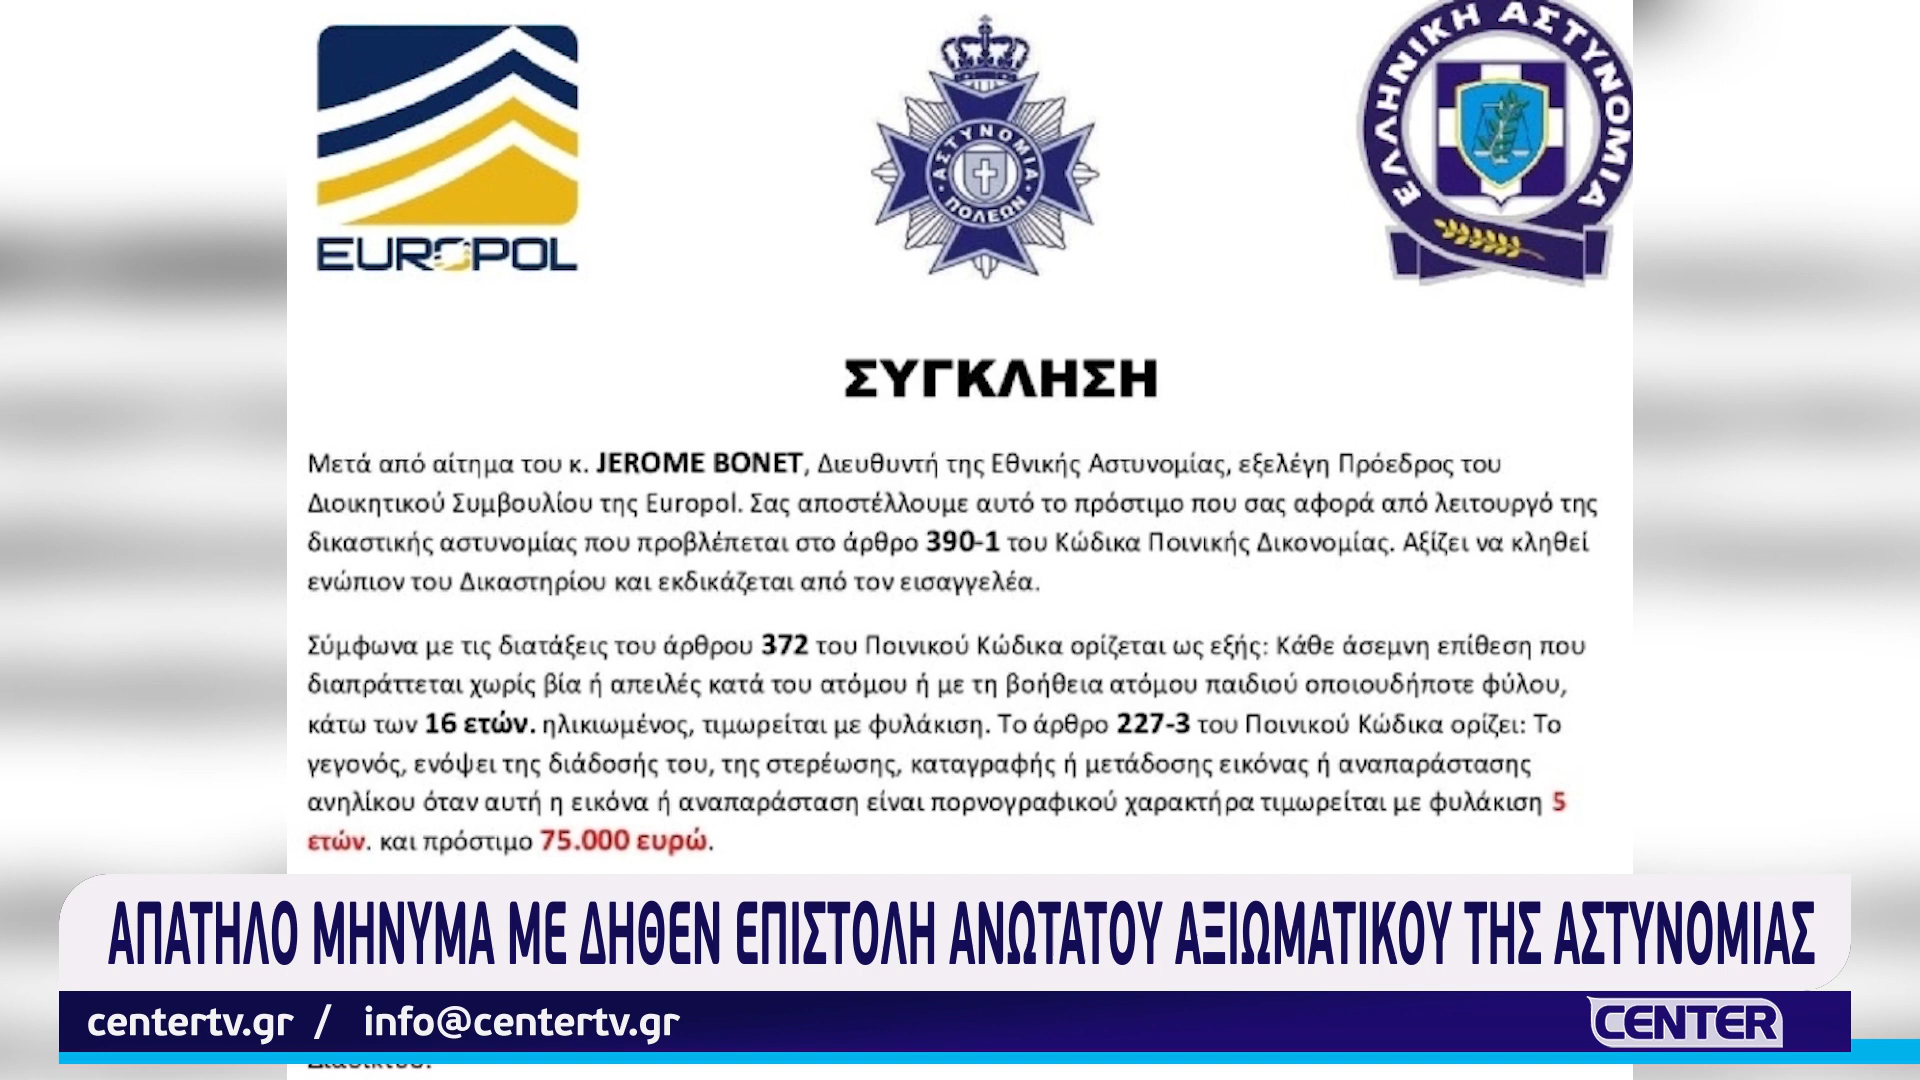 EUROPOL
ΑΣΤΥΝΟΜΙΑ
ΠΟΛΕΩΝ
ΕΛΛΗΝΙΚΗ ΑΣΤΥΝΟΜΙΑ
ΣΥΓΚΛΗΣΗ
Μετά από αίτημα του κ. JEROME BONET, Διευθυντή της Εθνικής Αστυνομίας, εξελέγη Πρόεδρος του
Διοικητικού Συμβουλίου της Europol. Σας αποστέλλουμε αυτό το πρόστιμο που σας αφορά από λειτουργό της
δικαστικής αστυνομίας που προβλέπεται στο άρθρο 390-1 του Κώδικα Ποινικής Δικονομίας. Αξίζει να κληθεί
ενώπιον του Δικαστηρίου και εκδικάζεται από τον εισαγγελέα.
Σύμφωνα με τις διατάξεις του άρθρου 372 του Ποινικού Κώδικα ορίζεται ως εξής: Κάθε άσεμνη επίθεση που
διαπράττεται χωρίς βία ή απειλές κατά του ατόμου ή με τη βοήθεια ατόμου παιδιού οποιουδήποτε φύλου,
κάτω των 16 ετών. ηλικιωμένος, τιμωρείται με φυλάκιση. Το άρθρο 227-3 του Ποινικού Κώδικα ορίζει: Το
γεγονός, ενόψει της διάδοσής του, της στερέωσης, καταγραφής ή μετάδοσης εικόνας ή αναπαράστασης
ανηλίκου όταν αυτή η εικόνα ή αναπαράσταση είναι πορνογραφικού χαρακτήρα τιμωρείται με φυλάκιση 5
ετών. και πρόστιμο 75.000 ευρώ.
ΑΠΑΤΗΛΟ ΜΗΝΥΜΑ ΜΕ ΔΗΘΕΝ ΕΠΙΣΤΟΛΗ ΑΝΩΤΑΤΟΥ ΑΞΙΩΜΑΤΙΚΟΥ ΤΗΣ ΑΣΤΥΝΟΜΙΑΣ
centertv.gr / info@centertv.gr
CENTER